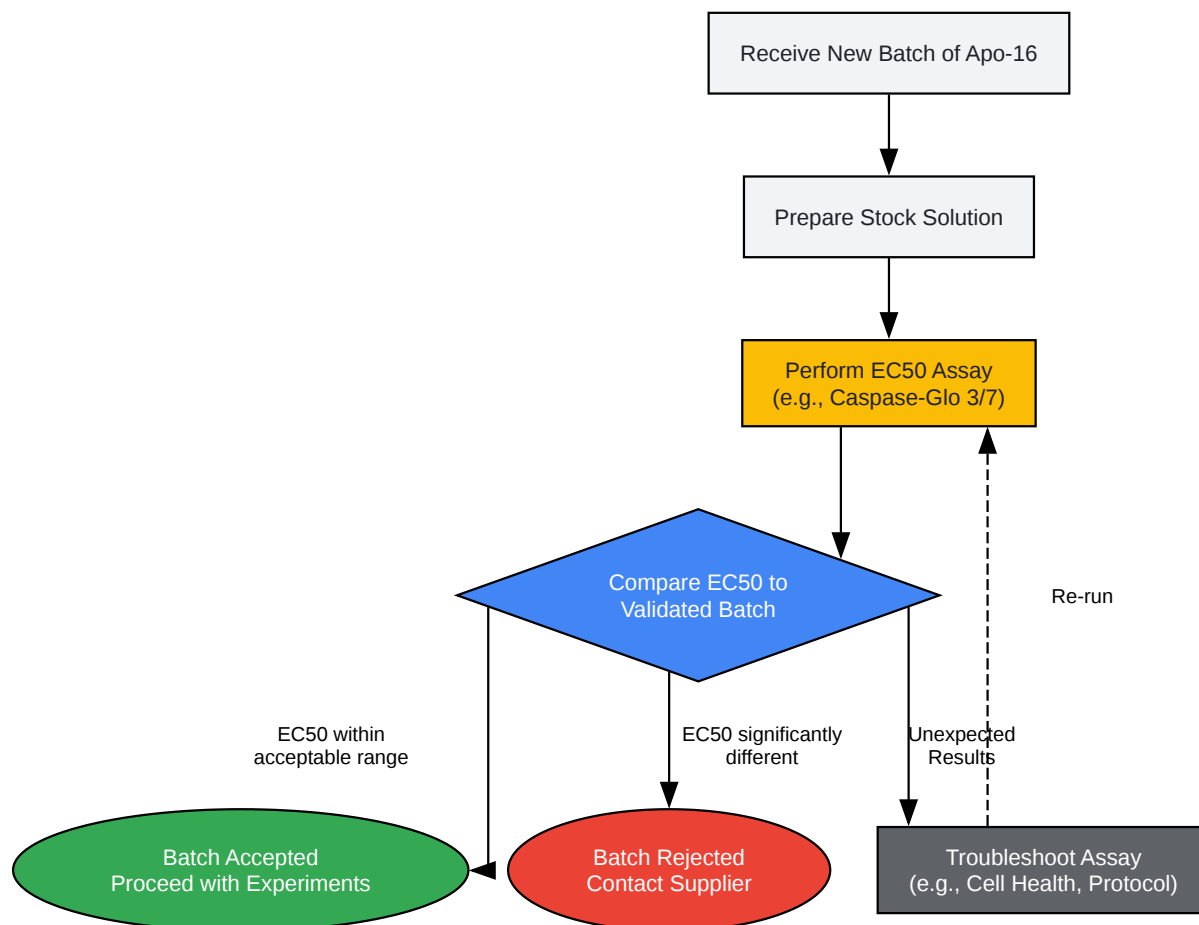 Receive New Batch of Apo-16
Prepare Stock Solution
Perform EC50 Assay
(e.g., Caspase-Glo 3/7)
Compare EC50 to
Validated Batch
Re-run
EC50 within
acceptable range
EC50 significantly
different
Unexpected
Results
Batch Accepted
Proceed with Experiments
Batch Rejected
Contact Supplier
Troubleshoot Assay
(e.g., Cell Health, Protocol)